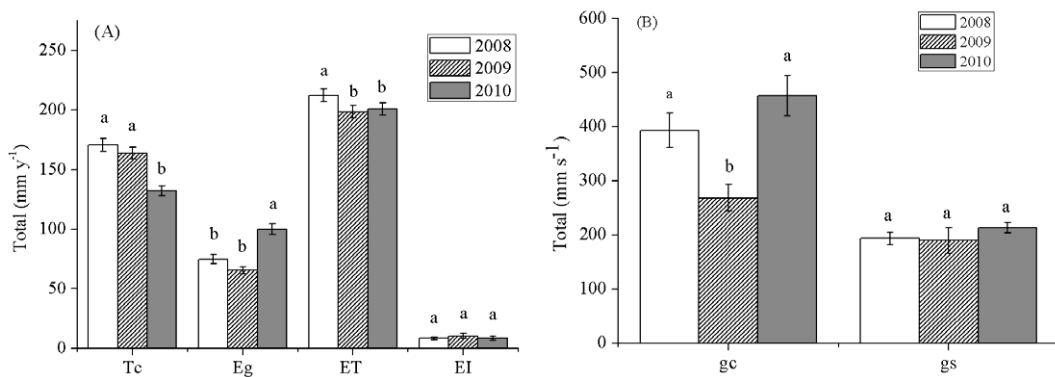 (A)
2008
2009
2010
250
200
150
100
50
0
Total (mm y⁻¹)
a a b
b b a
a b b
a a a
Tc Eg ET EI
(B)
2008
2009
2010
600
500
400
300
200
100
0
Total (mm s⁻¹)
a b a
a a a
gc gs